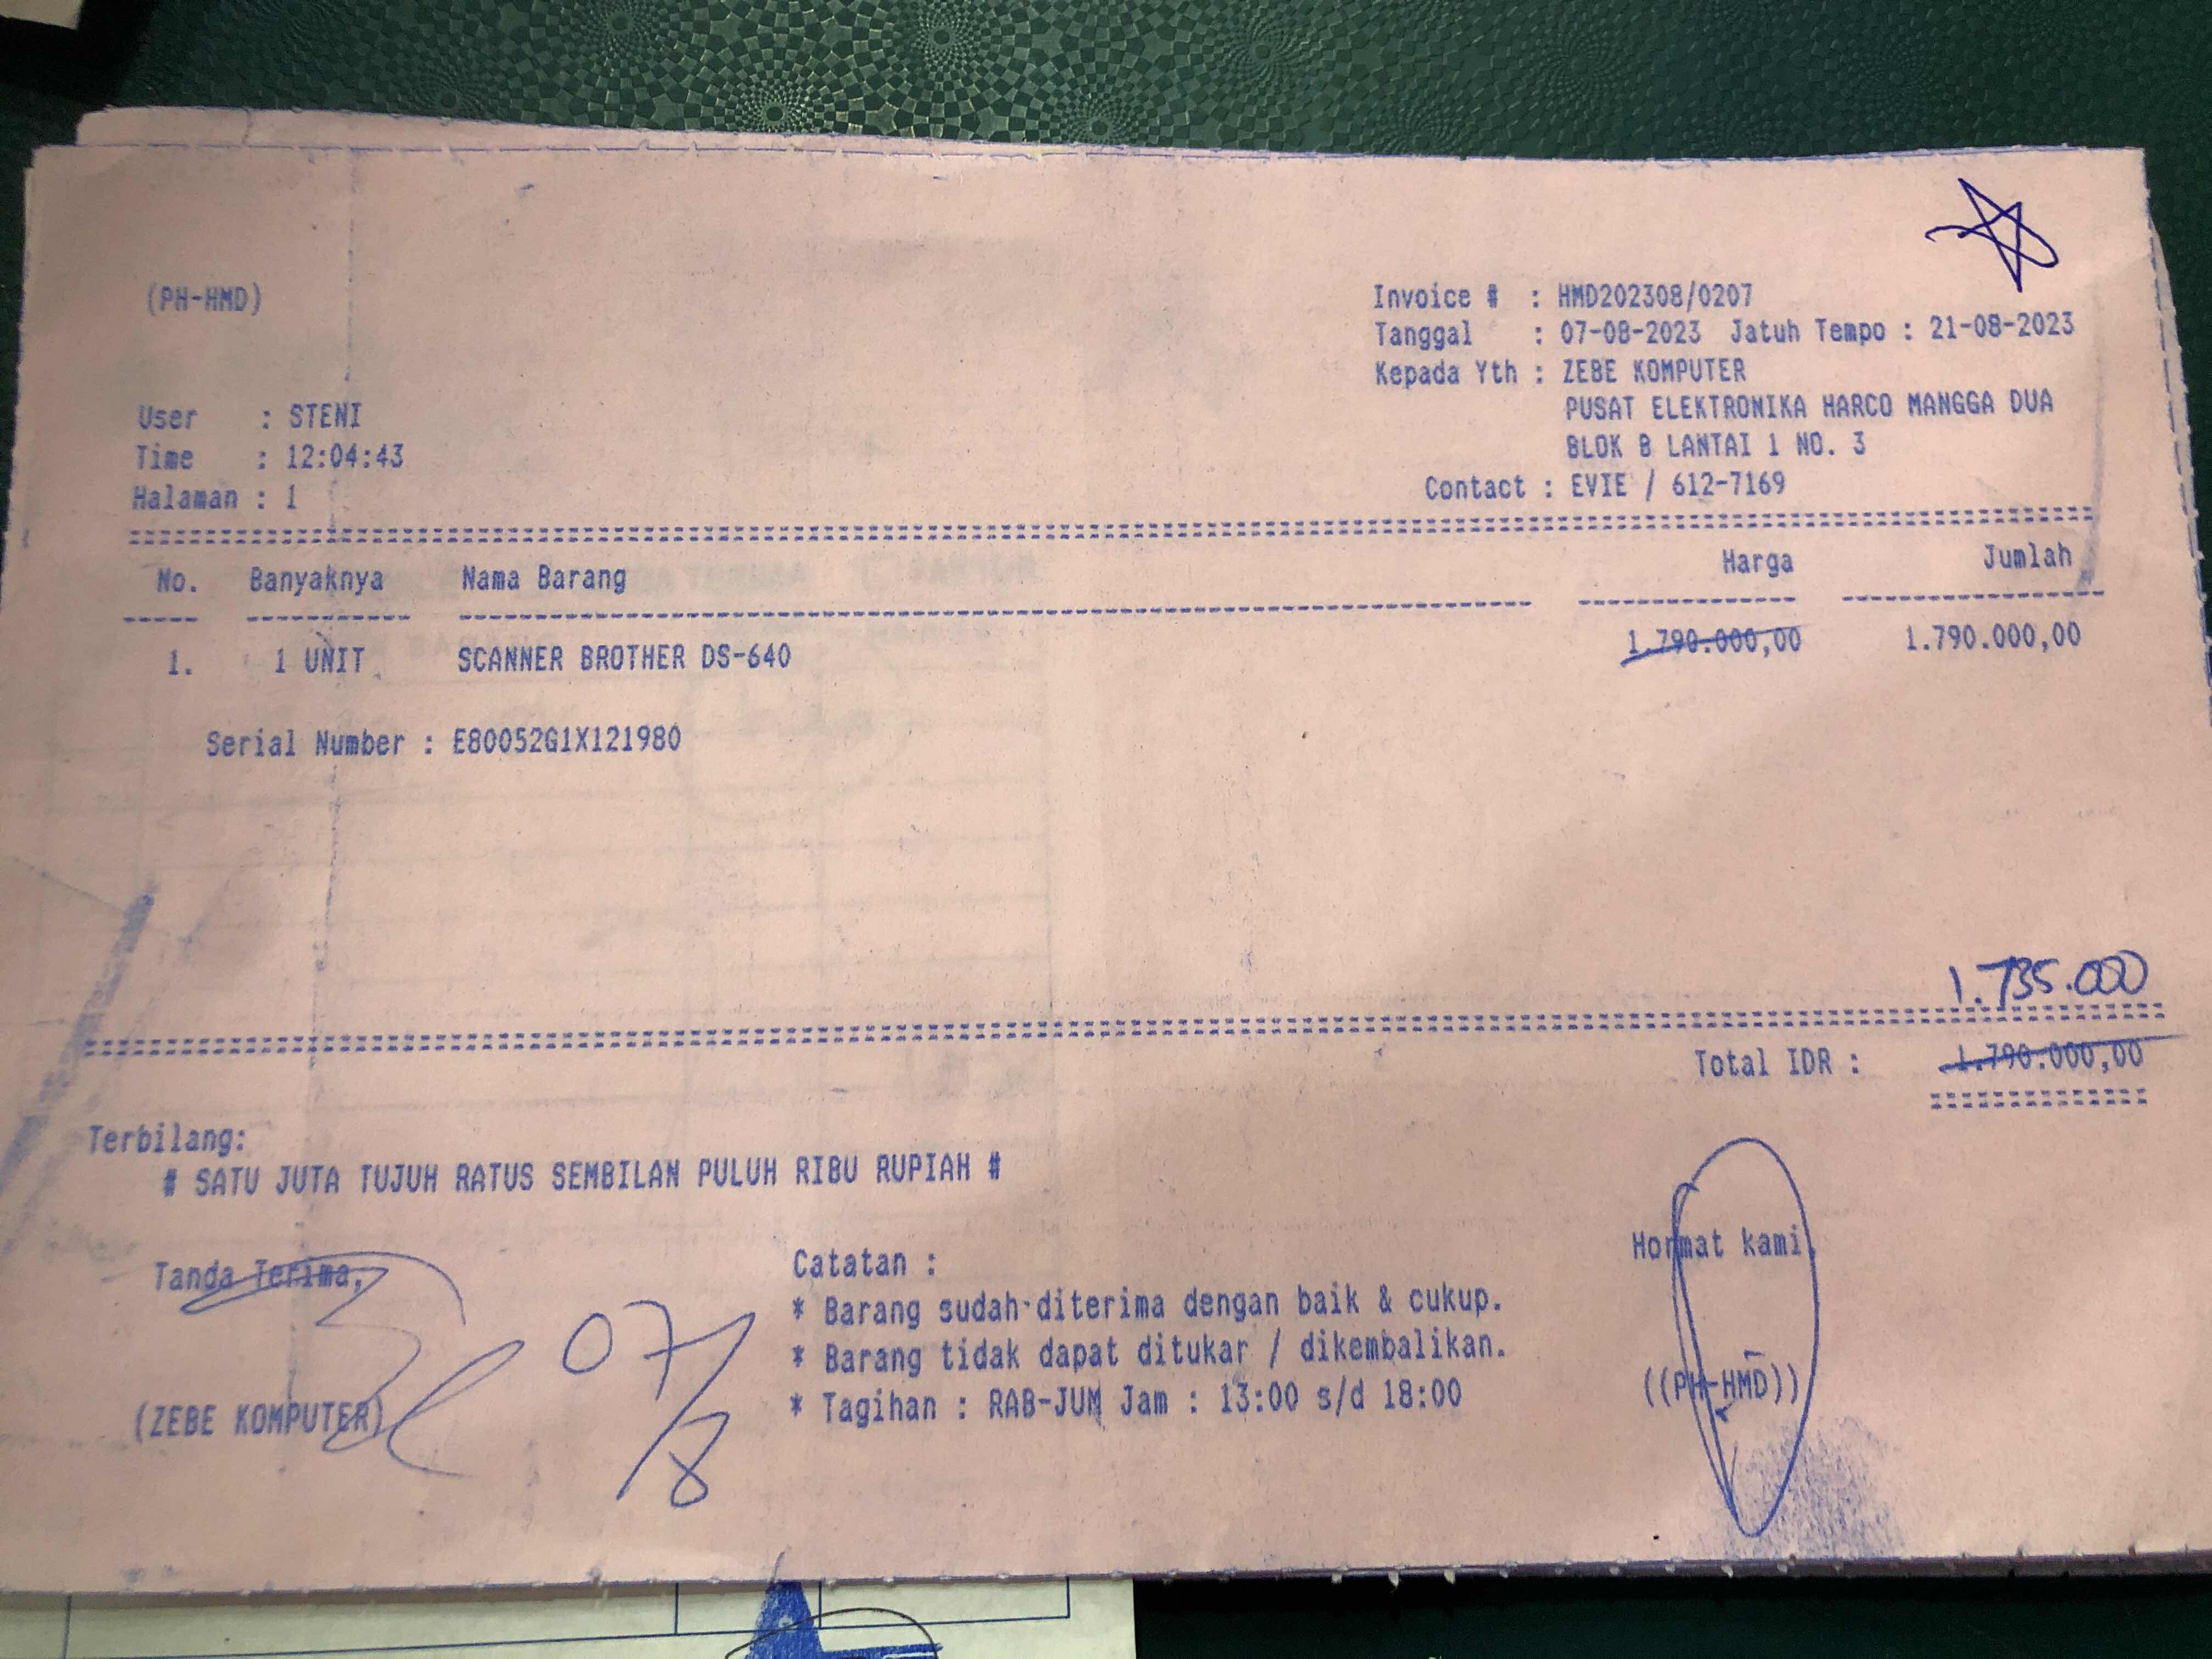 (PH-HMD)
Invoice # : HMD202308/0207
Tanggal : 07-08-2023 Jatuh Tempo : 21-08-2023
Kepada Yth : ZEBE KOMPUTER
PUSAT ELEKTRONIKA HARCO MANGGA DUA
BLOK B LANTAI 1 NO. 3
Contact : EVIE / 612-7169
User : STENI
Time : 12:04:43
Halaman : 1
No. Banyaknya Nama Barang Harga Jumlah
1. 1 UNIT SCANNER BROTHER DS-640 1.790.000,00 1.790.000,00
Serial Number : E80052G1X121980
1.735.000
Total IDR : 1.790.000,00
Terbilang:
# SATU JUTA TUJUH RATUS SEMBILAN PULUH RIBU RUPIAH #
Tanda Terima,
07/8
(ZEBE KOMPUTER)
Catatan :
* Barang sudah diterima dengan baik & cukup.
* Barang tidak dapat ditukar / dikembalikan.
* Tagihan : RAB-JUM Jam : 13:00 s/d 18:00
Hormat kami,
((PH-HMD))